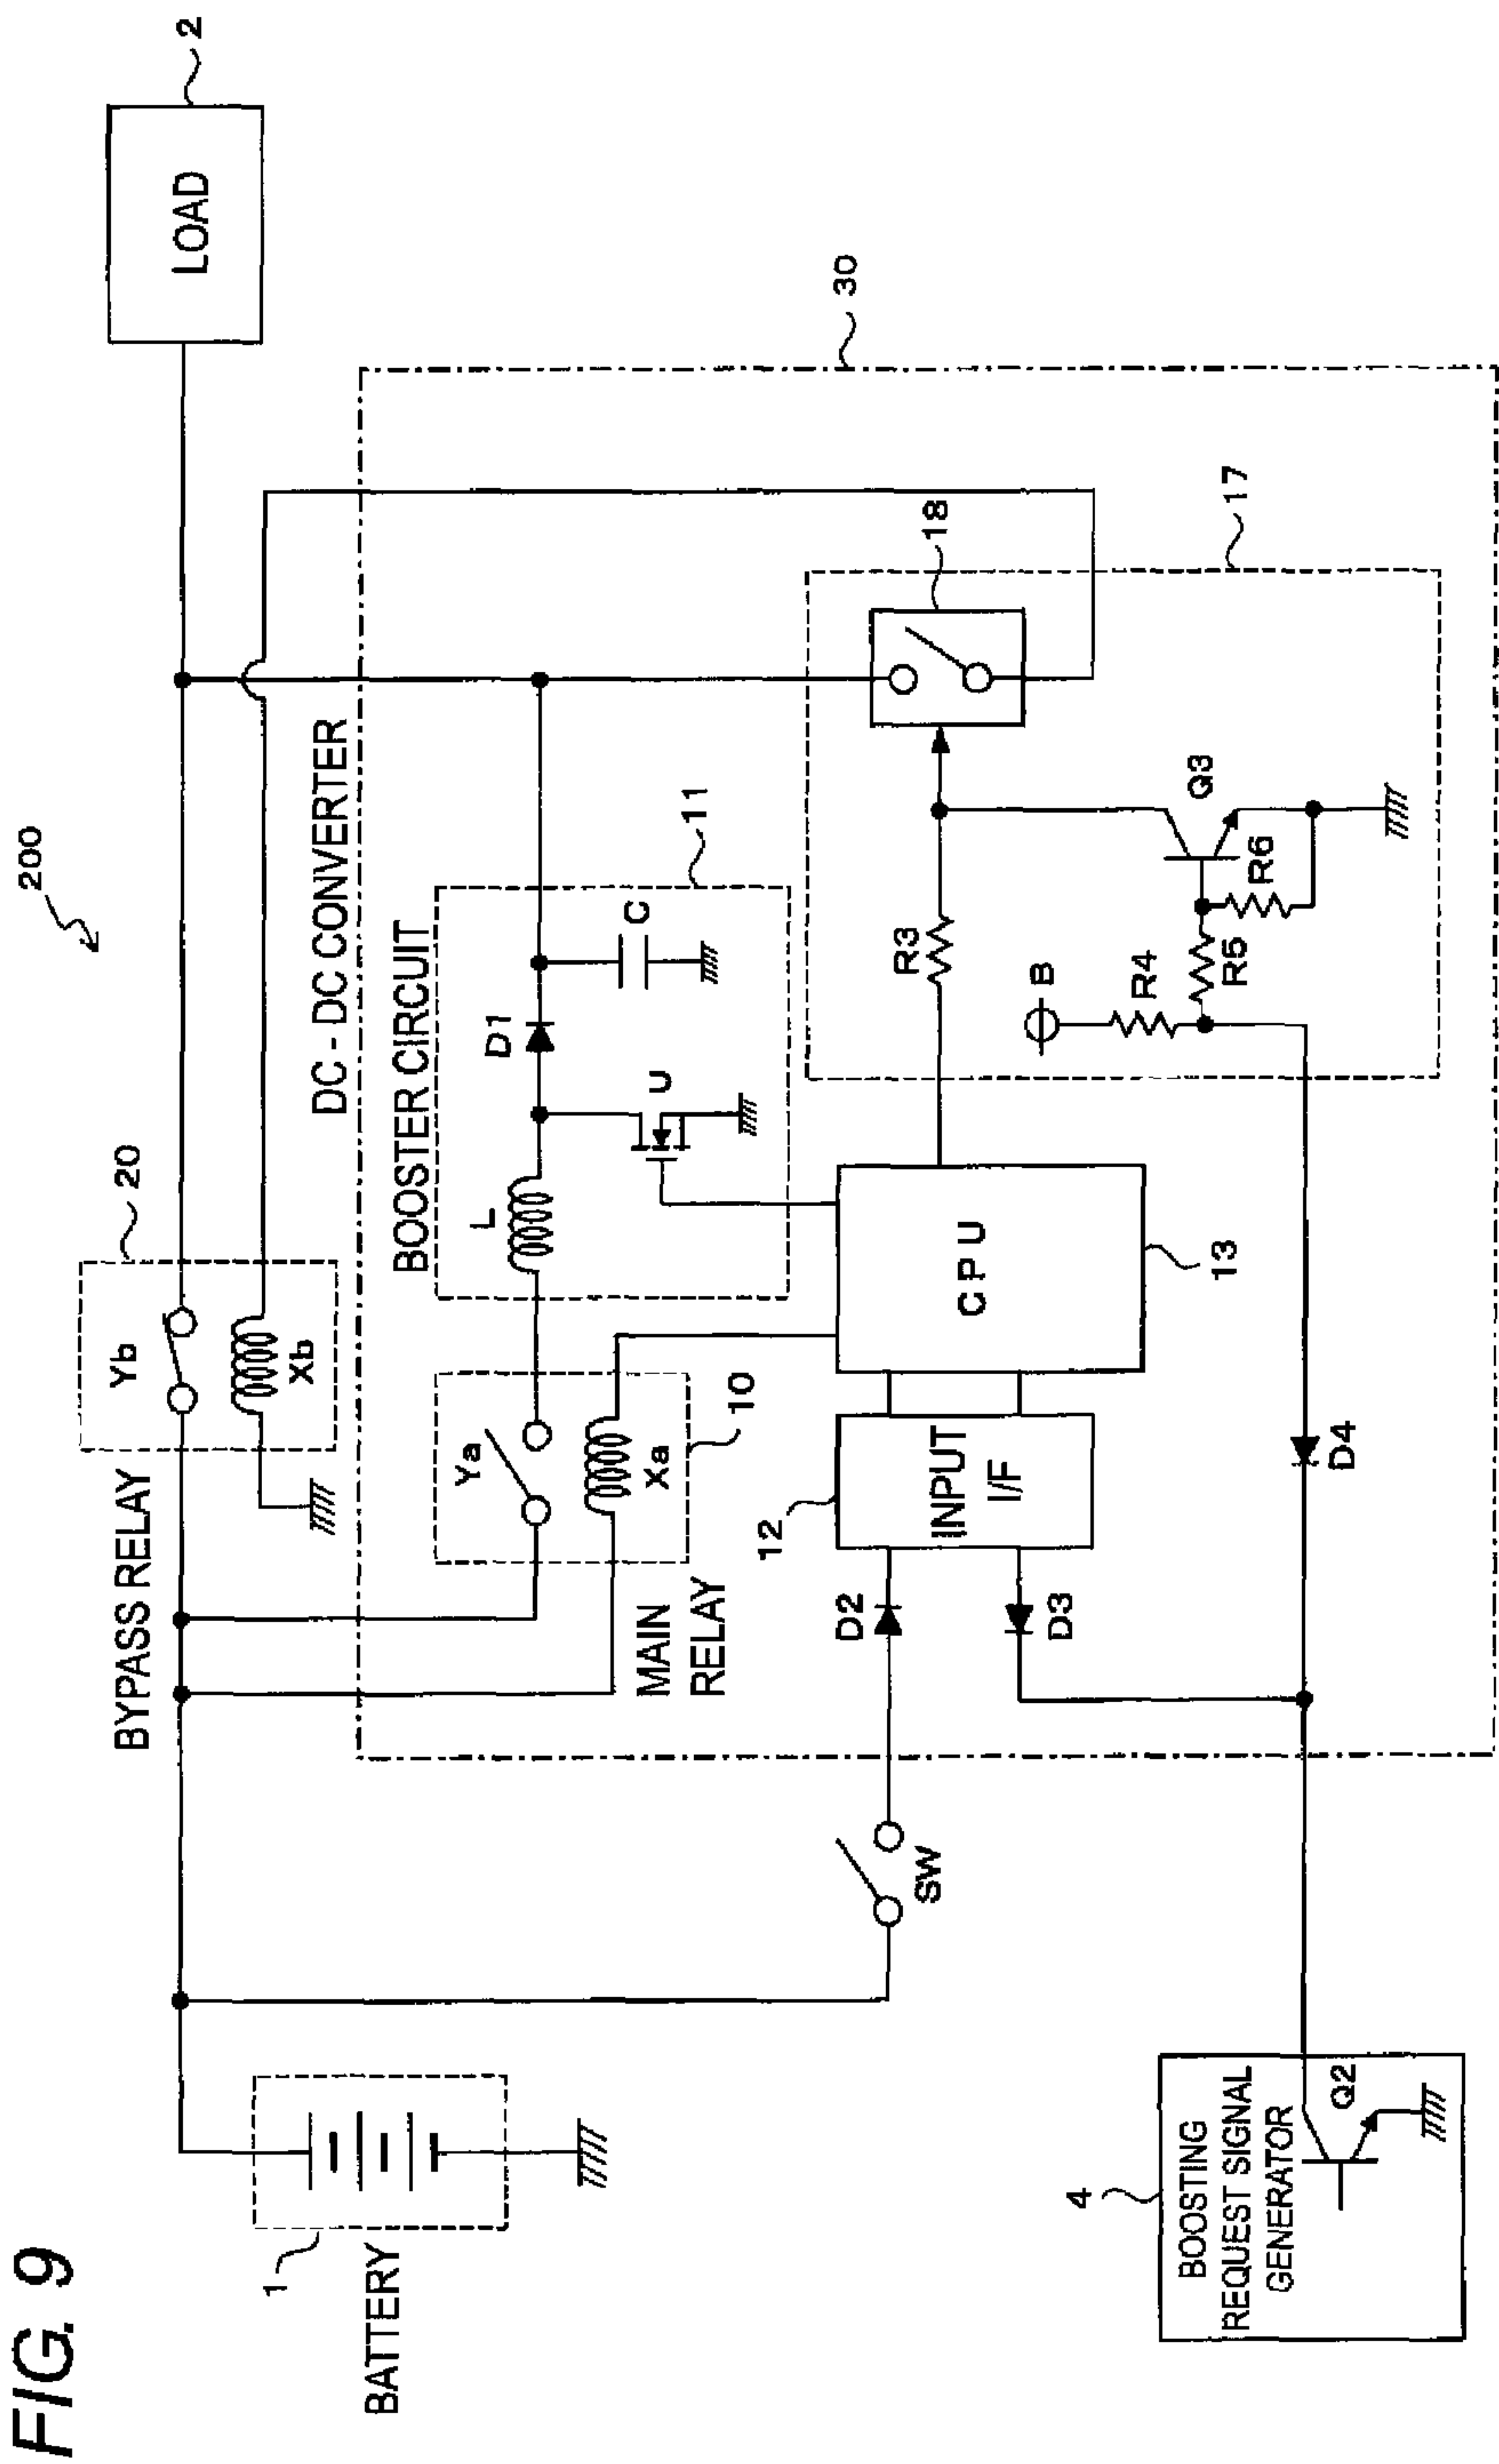 FIG. 9
200
BATTERY
1
BYPASS RELAY
20
Yb
Xb
LOAD
2
DC - DC CONVERTER
30
BOOSTER CIRCUIT
11
L
D1
C
U
Ya
Xa
10
MAIN
RELAY
SW
D2
D3
12
INPUT
I/F
CPU
13
R3
18
17
B
R4
R5
R6
Q3
D4
4
BOOSTING
REQUEST SIGNAL
GENERATOR
Q2